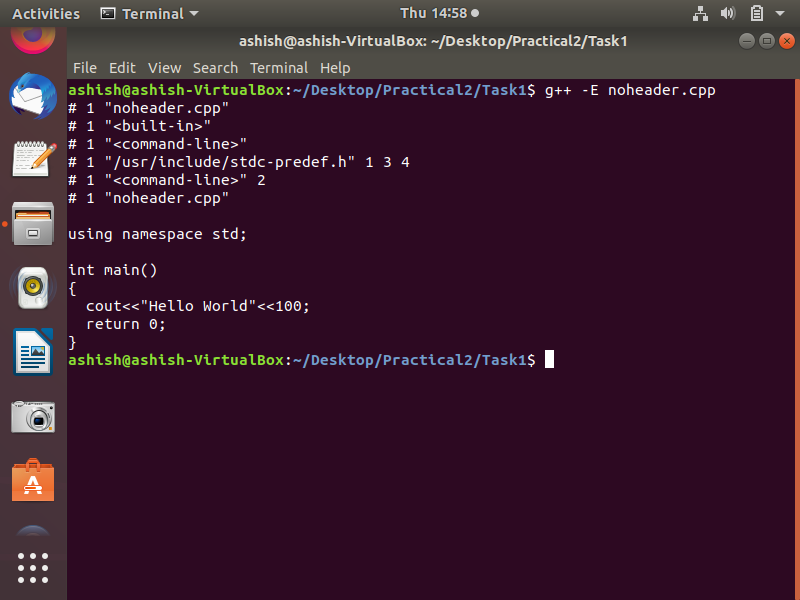 Activities Terminal Thu 14:58
ashish@ashish-VirtualBox: ~/Desktop/Practical2/Task1
File Edit View Search Terminal Help
ashish@ashish-VirtualBox:~/Desktop/Practical2/Task1$ g++ -E noheader.cpp
# 1 "noheader.cpp"
# 1 "<built-in>"
# 1 "<command-line>"
# 1 "/usr/include/stdc-predef.h" 1 3 4
# 1 "<command-line>" 2
# 1 "noheader.cpp"

using namespace std;

int main()
{
  cout<<"Hello World"<<100;
  return 0;
}
ashish@ashish-VirtualBox:~/Desktop/Practical2/Task1$